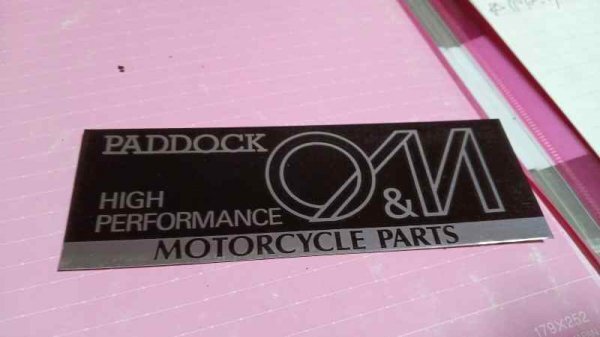 PADDOCK
O&M
HIGH
PERFORMANCE
MOTORCYCLE PARTS
179X252